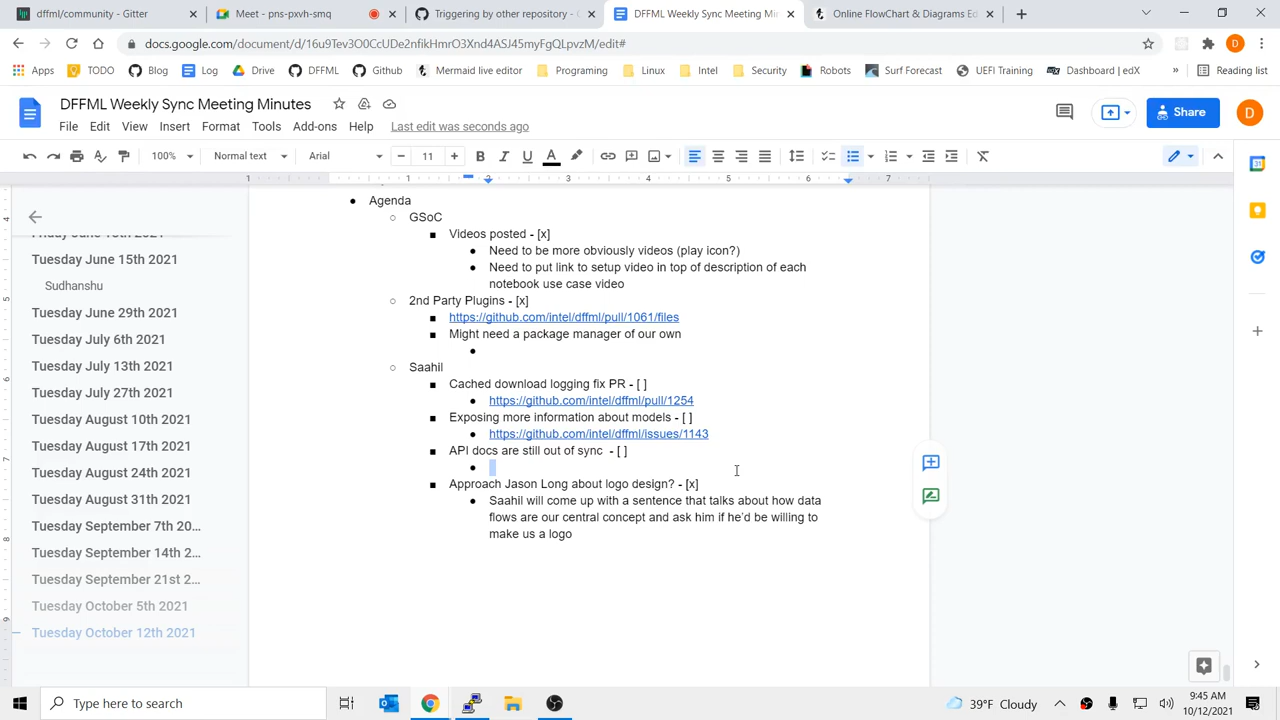 dffml/community - Gitter
Meet - pns-pxvh-smq
Triggering by other repositories -
DFFML Weekly Sync Meeting Min
Online FlowChart & Diagrams Ed
docs.google.com/document/d/16u9Tev3O0CcUDe2nfikHmrO3Xnd4ASJ45myFgQLpvzM/edit#
Apps TODO Blog Log Drive DFFML Github Mermaid live editor Programing Linux Intel Security Robots Surf Forecast UEFI Training Dashboard | edX » Reading list
DFFML Weekly Sync Meeting Minutes
File Edit View Insert Format Tools Add-ons Help Last edit was seconds ago
Share
D
100% Normal text Arial 11
1 1 2 3 4 5 6 7
Tuesday June 15th 2021
Sudhanshu
Tuesday June 29th 2021
Tuesday July 6th 2021
Tuesday July 13th 2021
Tuesday July 27th 2021
Tuesday August 10th 2021
Tuesday August 17th 2021
Tuesday August 24th 2021
Tuesday August 31th 2021
Tuesday September 7th 20...
Tuesday September 14th 2...
Tuesday September 21st 2...
Tuesday October 5th 2021
Tuesday October 12th 2021
● Agenda
○ GSoC
■ Videos posted - [x]
● Need to be more obviously videos (play icon?)
● Need to put link to setup video in top of description of each
notebook use case video
○ 2nd Party Plugins - [x]
■ https://github.com/intel/dffml/pull/1061/files
■ Might need a package manager of our own
●
○ Saahil
■ Cached download logging fix PR - [ ]
● https://github.com/intel/dffml/pull/1254
■ Exposing more information about models - [ ]
● https://github.com/intel/dffml/issues/1143
■ API docs are still out of sync - [ ]
●
■ Approach Jason Long about logo design? - [x]
● Saahil will come up with a sentence that talks about how data
flows are our central concept and ask him if he'd be willing to
make us a logo
Type here to search
39°F Cloudy
9:45 AM
10/12/2021